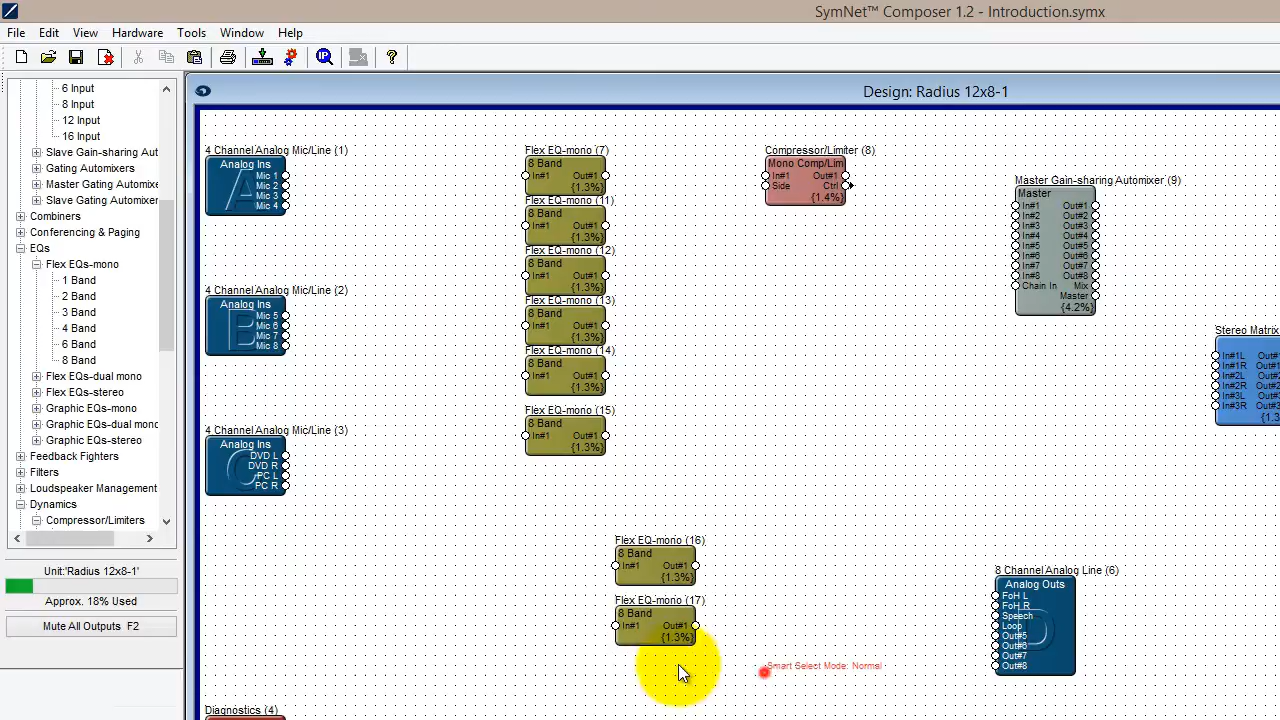 SymNet™ Composer 1.2 - Introduction.symx
File Edit View Hardware Tools Window Help
Design: Radius 12x8-1
6 Input
8 Input
12 Input
16 Input
Slave Gain-sharing Aut
Gating Automixers
Master Gating Automixe
Slave Gating Automixer
Combiners
Conferencing & Paging
EQs
Flex EQs-mono
1 Band
2 Band
3 Band
4 Band
6 Band
8 Band
Flex EQs-dual mono
Flex EQs-stereo
Graphic EQs-mono
Graphic EQs-dual mono
Graphic EQs-stereo
Feedback Fighters
Filters
Loudspeaker Management
Dynamics
Compressor/Limiters
Unit:'Radius 12x8-1'
Approx. 18% Used
Mute All Outputs F2
4 Channel Analog Mic/Line (1)
Analog Ins
A
Mic 1
Mic 2
Mic 3
Mic 4
4 Channel Analog Mic/Line (2)
Analog Ins
B
Mic 5
Mic 6
Mic 7
Mic 8
4 Channel Analog Mic/Line (3)
Analog Ins
C
DVD L
DVD R
PC L
PC R
Diagnostics (4)
Flex EQ-mono (7)
8 Band
In#1 Out#1
{1.3%}
Flex EQ-mono (11)
8 Band
In#1 Out#1
{1.3%}
Flex EQ-mono (12)
8 Band
In#1 Out#1
{1.3%}
Flex EQ-mono (13)
8 Band
In#1 Out#1
{1.3%}
Flex EQ-mono (14)
8 Band
In#1 Out#1
{1.3%}
Flex EQ-mono (15)
8 Band
In#1 Out#1
{1.3%}
Flex EQ-mono (16)
8 Band
In#1 Out#1
{1.3%}
Flex EQ-mono (17)
8 Band
In#1 Out#1
{1.3%}
Smart Select Mode: Normal
Compressor/Limiter (8)
Mono Comp/Lim
In#1 Out#1
Side Ctrl
{1.4%}
Master Gain-sharing Automixer (9)
Master
In#1 Out#1
In#2 Out#2
In#3 Out#3
In#4 Out#4
In#5 Out#5
In#6 Out#6
In#7 Out#7
In#8 Out#8
Chain In Mix
Master
{4.2%}
Stereo Matrix
In#1L Out#1
In#1R Out#1
In#2L Out#2
In#2R Out#2
In#3L Out#3
In#3R Out#3
{1.3
8 Channel Analog Line (6)
Analog Outs
D
FoH L
FoH R
Speech
Loop
Out#5
Out#6
Out#7
Out#8